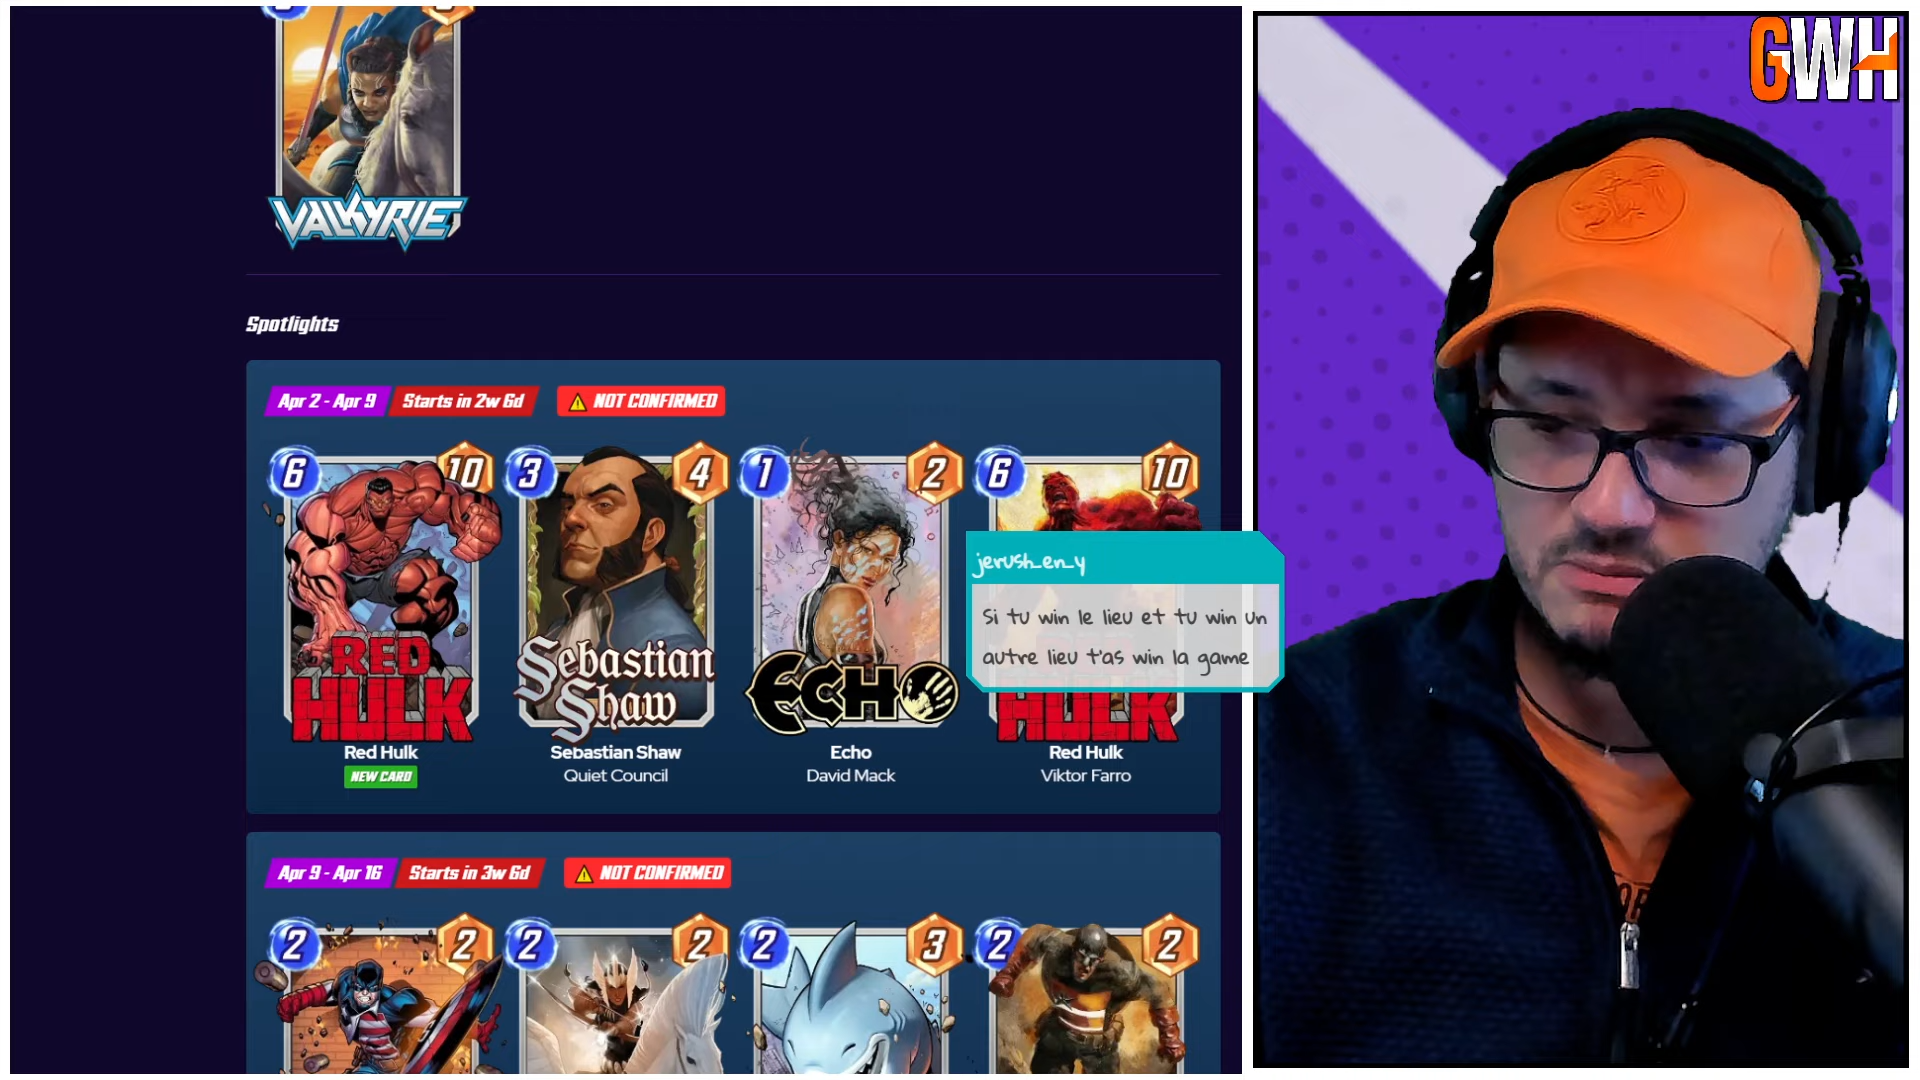 GWH
VALKYRIE
Spotlights
Apr 2 - Apr 9
Starts in 2w 6d
NOT CONFIRMED
6
10
3
4
1
2
6
10
RED
HULK
Sebastian
Shaw
ECHO
HULK
jerush_en_y
Si tu win le lieu et tu win un
autre lieu t'as win la game
Red Hulk
Sebastian Shaw
Echo
Red Hulk
NEW CARD
Quiet Council
David Mack
Viktor Farro
Apr 9 - Apr 16
Starts in 3w 6d
NOT CONFIRMED
2
2
2
2
2
3
2
2